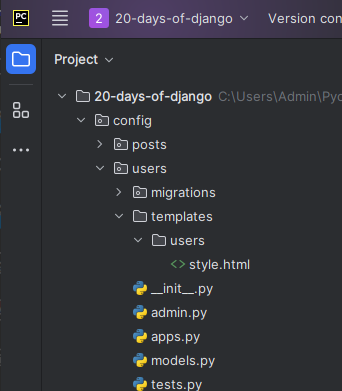 PC 2 20-days-of-django Version con
Project
20-days-of-django C:\Users\Admin\Pyc
config
posts
users
migrations
templates
users
<> style.html
__init__.py
admin.py
apps.py
models.py
tests.py